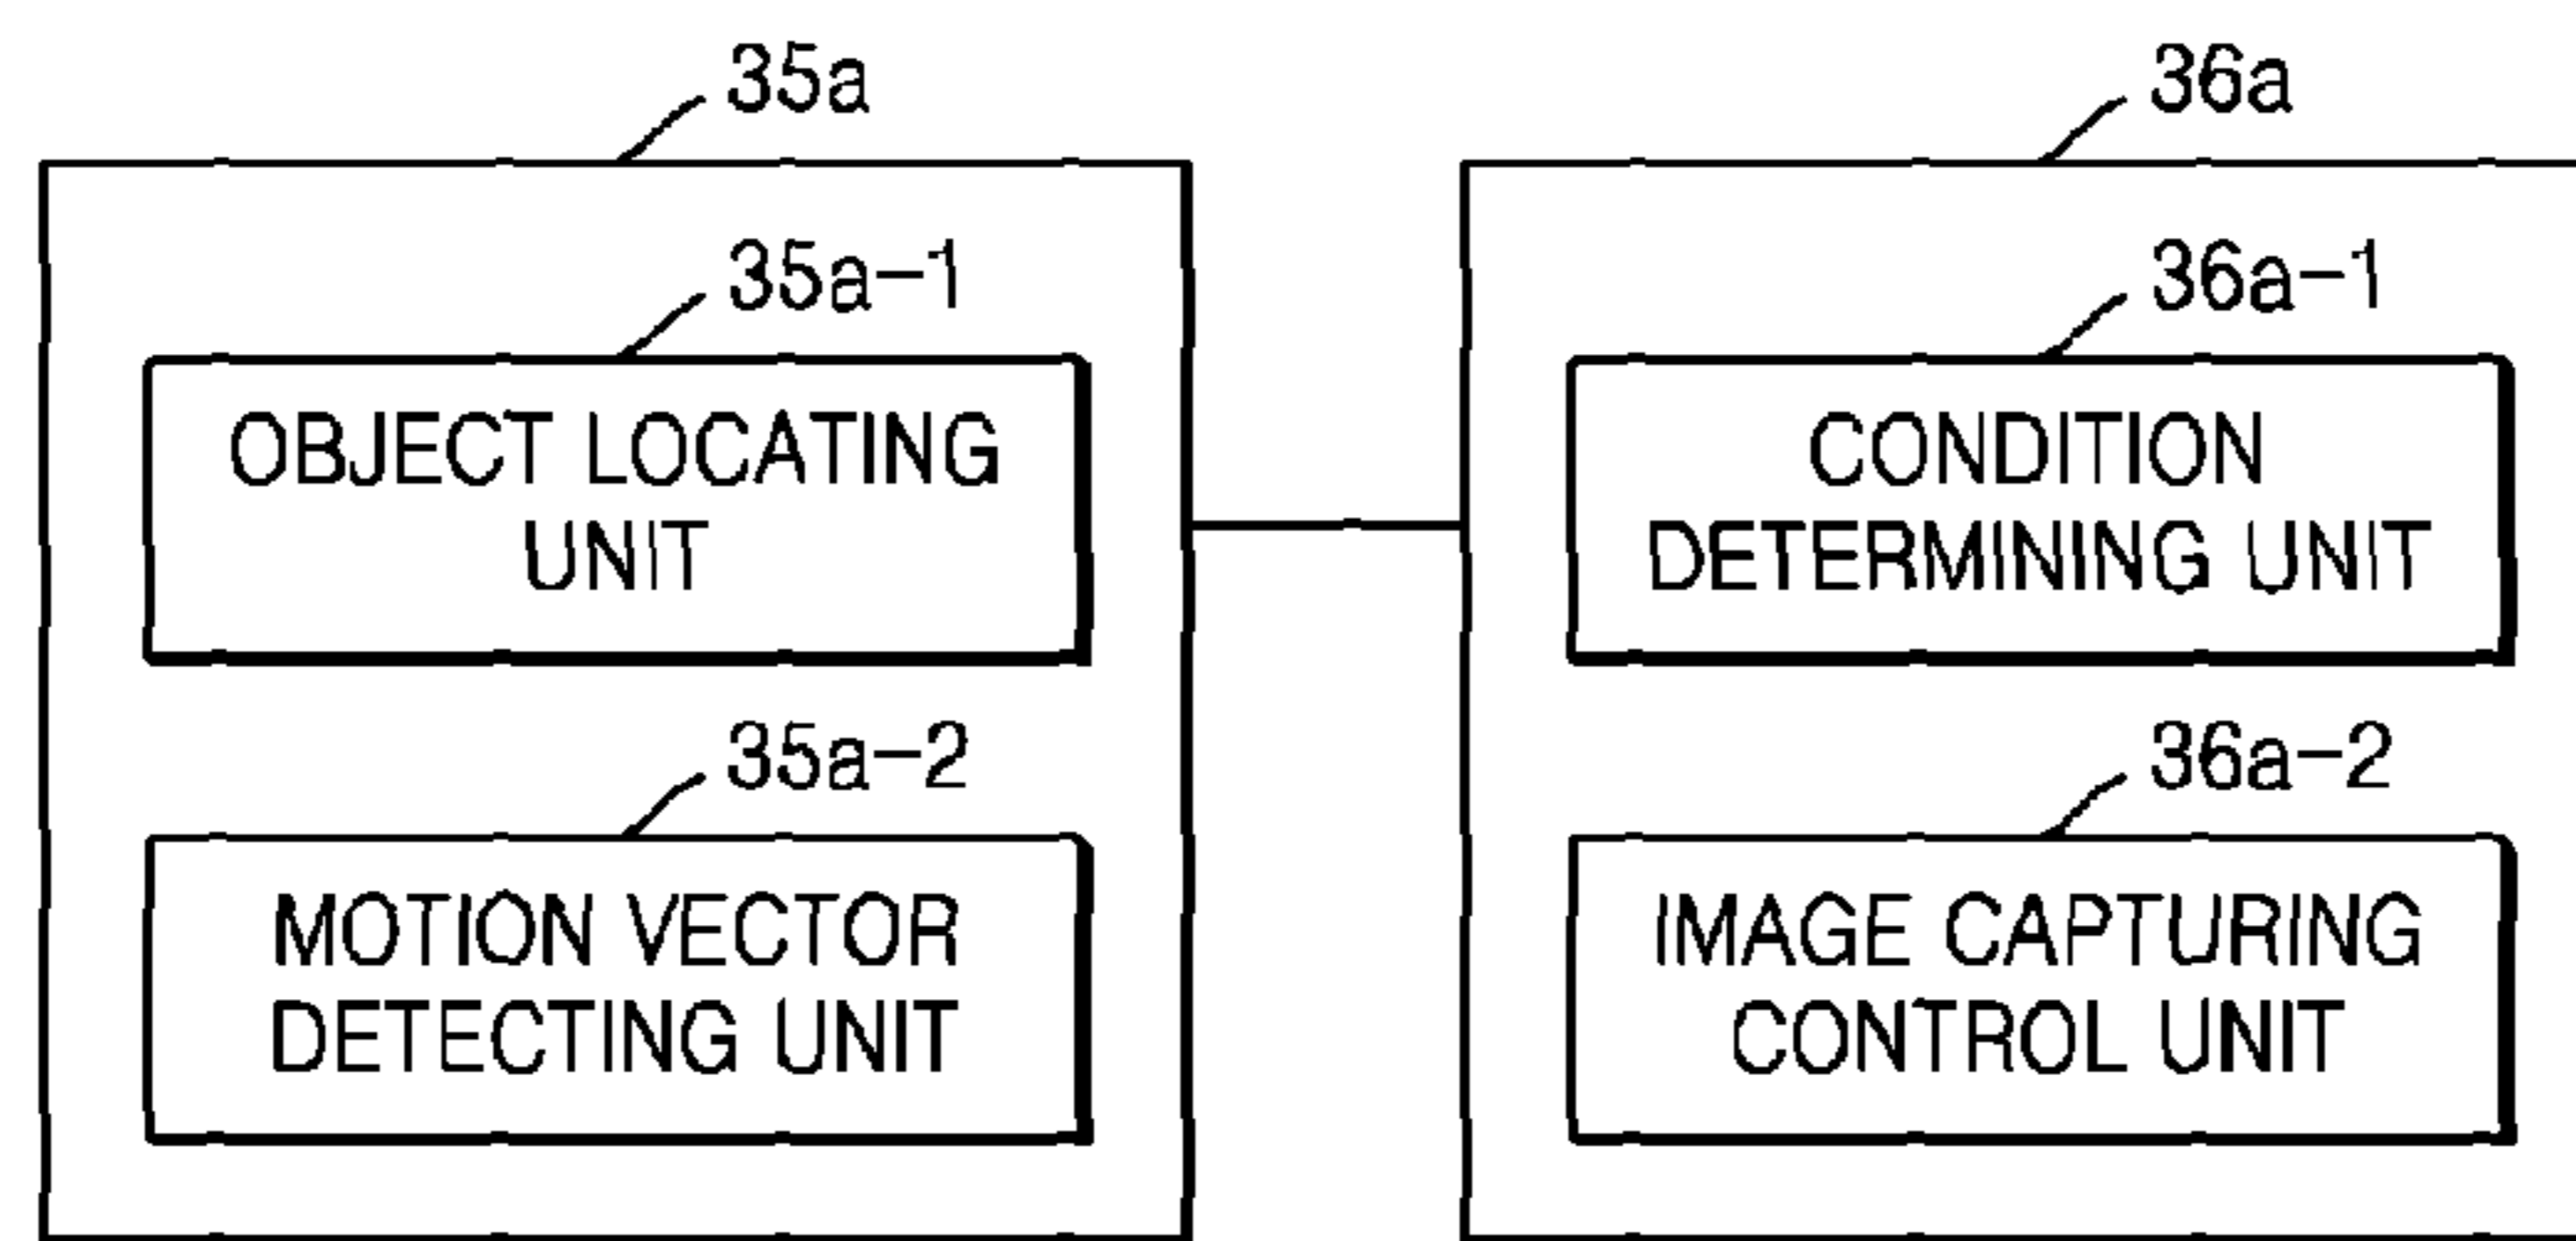 35a
35a-1
OBJECT LOCATING
UNIT
35a-2
MOTION VECTOR
DETECTING UNIT
36a
36a-1
CONDITION
DETERMINING UNIT
36a-2
IMAGE CAPTURING
CONTROL UNIT